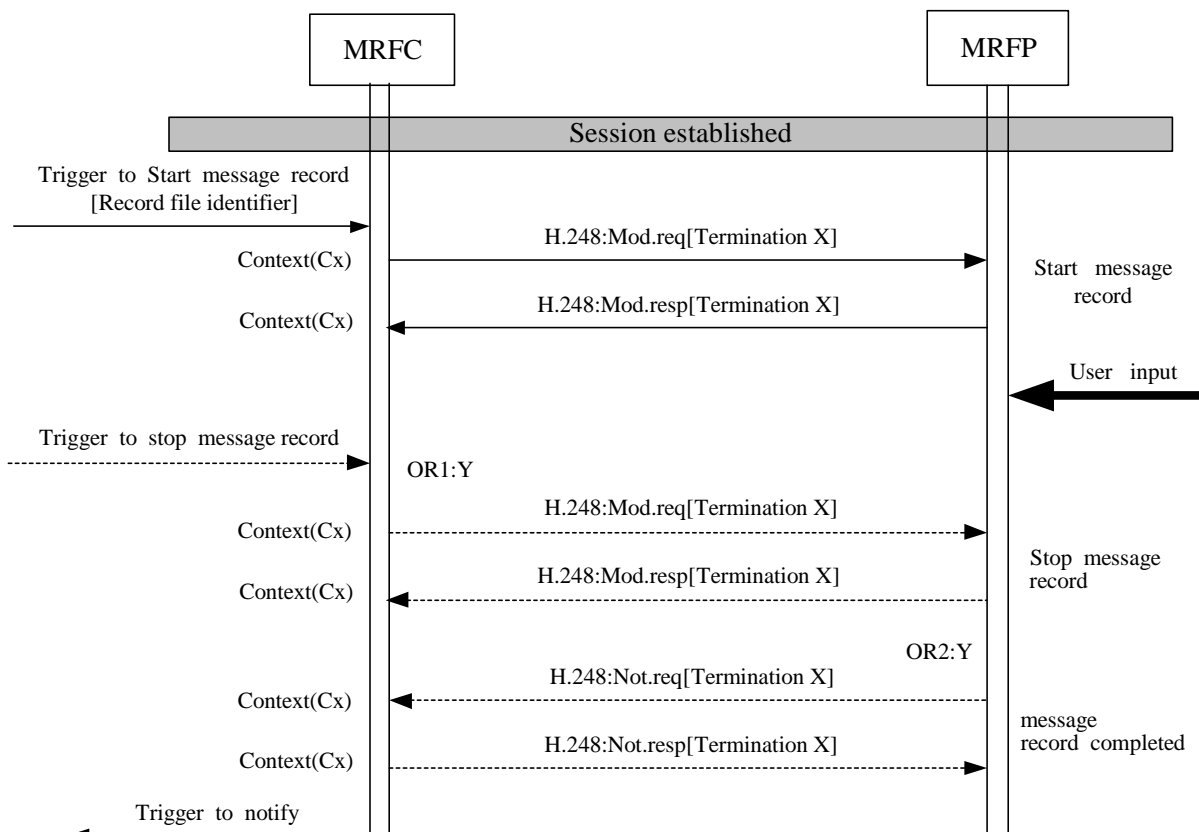 MRFC
MRFP
Session established
Trigger to Start message record
[Record file identifier]
H.248:Mod.req[Termination X]
Context(Cx)
Start message
record
H.248:Mod.resp[Termination X]
Context(Cx)
User input
Trigger to stop message record
OR1:Y
H.248:Mod.req[Termination X]
Context(Cx)
Stop message
record
H.248:Mod.resp[Termination X]
Context(Cx)
OR2:Y
H.248:Not.req[Termination X]
Context(Cx)
message
record completed
H.248:Not.resp[Termination X]
Context(Cx)
Trigger to notify